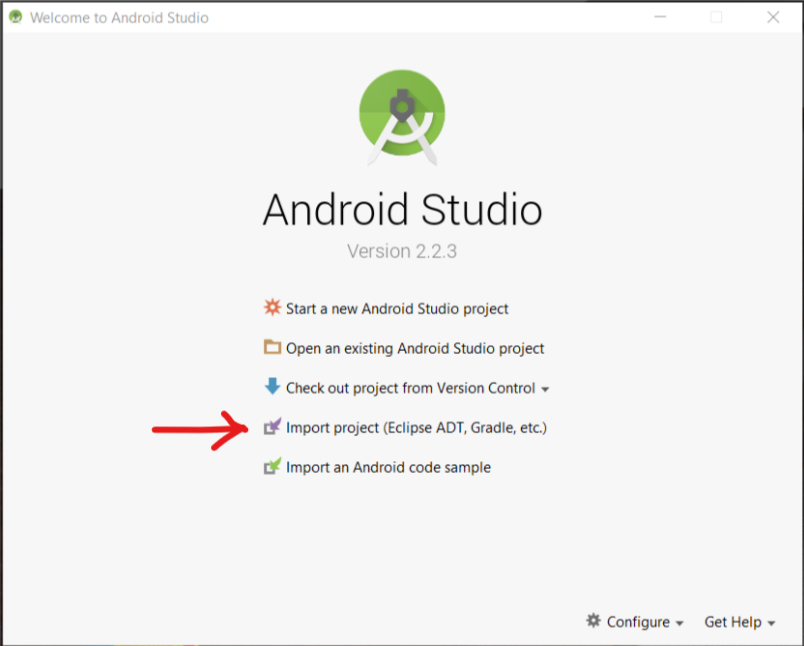 Welcome to Android Studio
Android Studio
Version 2.2.3
Start a new Android Studio project
Open an existing Android Studio project
Check out project from Version Control
Import project (Eclipse ADT, Gradle, etc.)
Import an Android code sample
Configure
Get Help